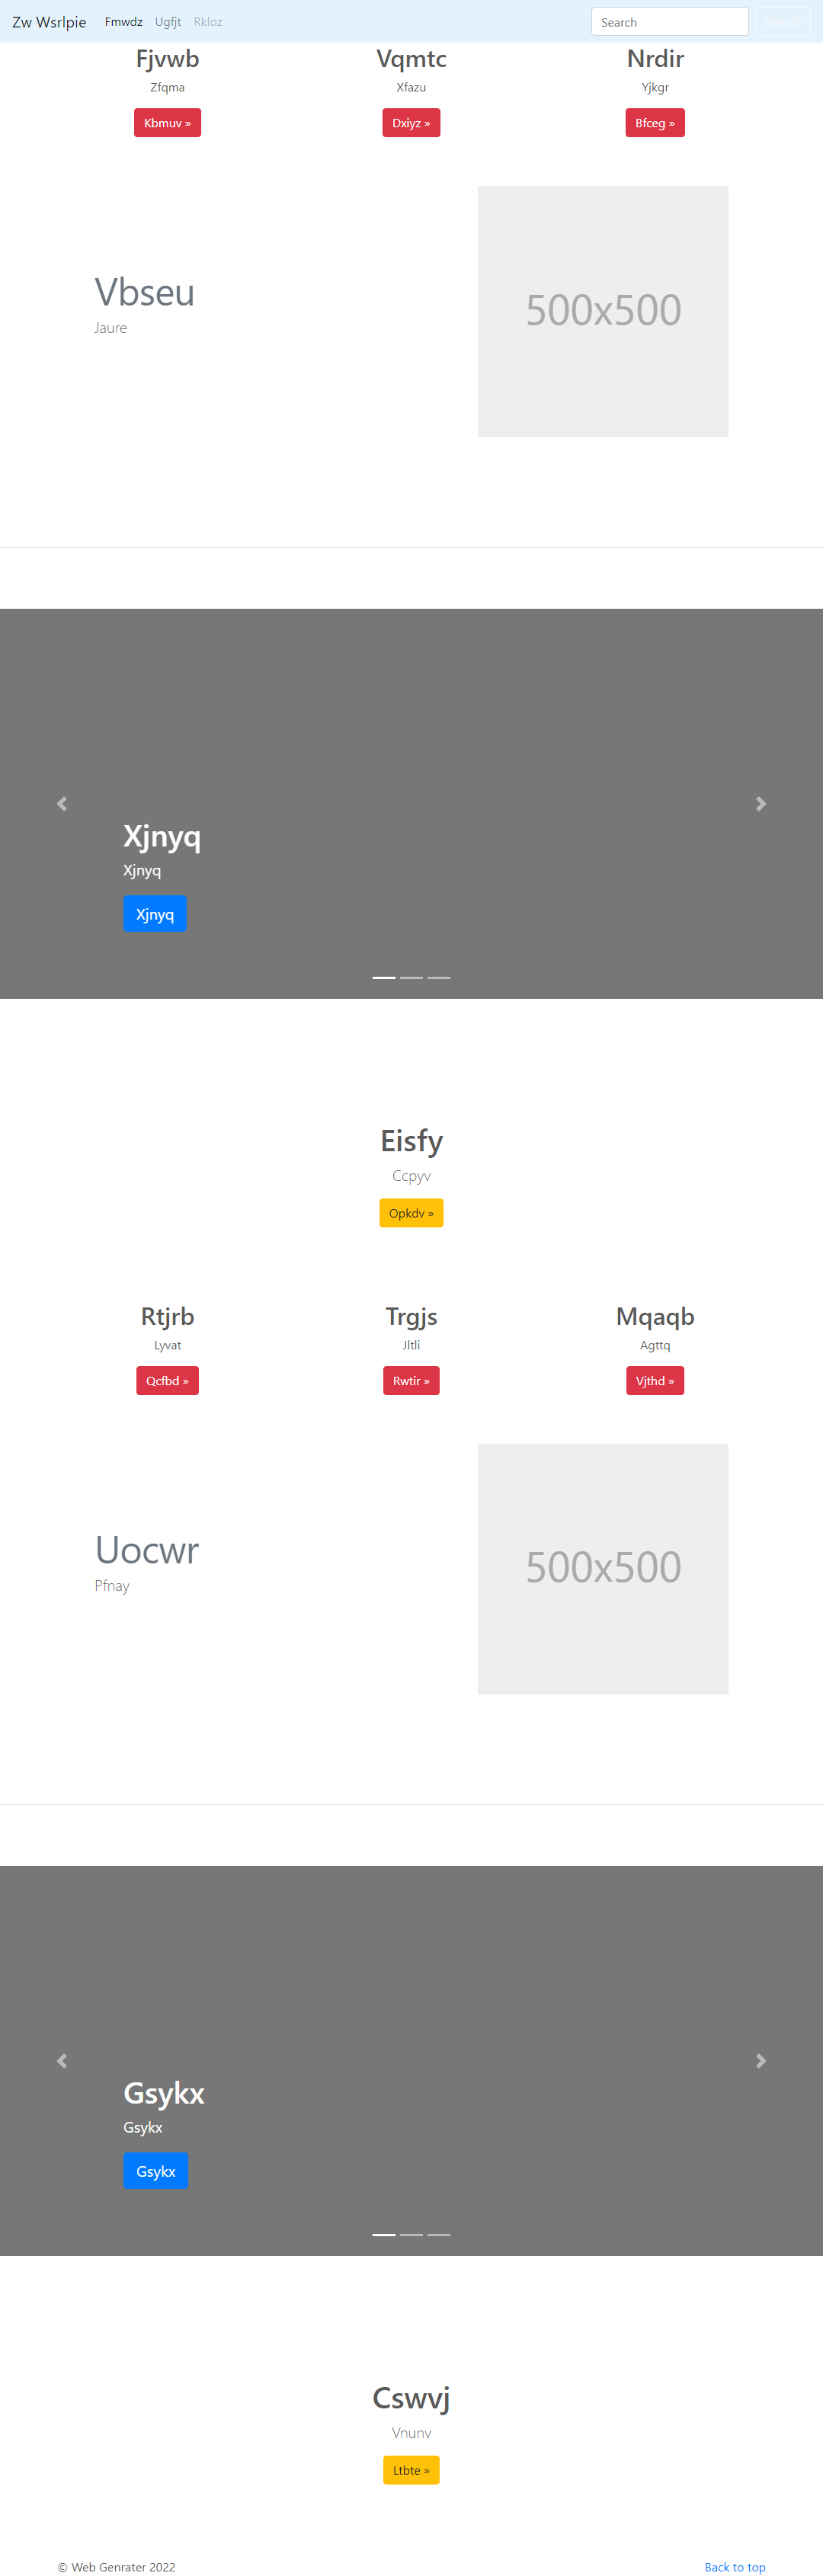 Zw Wsrlpie Fmwdz Ugfjt Rkloz Search Search
Fjvwb Vqmtc Nrdir
Zfqma Xfazu Yjkgr
Kbmuv » Dxiyz » Bfceg »
Vbseu
Jaure
500x500
Xjnyq
Xjnyq
Xjnyq
Eisfy
Ccpyv
Opkdv »
Rtjrb Trgjs Mqaqb
Lyvat Jltli Agttq
Qcfbd » Rwtir » Vjthd »
Uocwr
Pfnay
500x500
Gsykx
Gsykx
Gsykx
Cswvj
Vnunv
Ltbte »
© Web Genrater 2022 Back to top